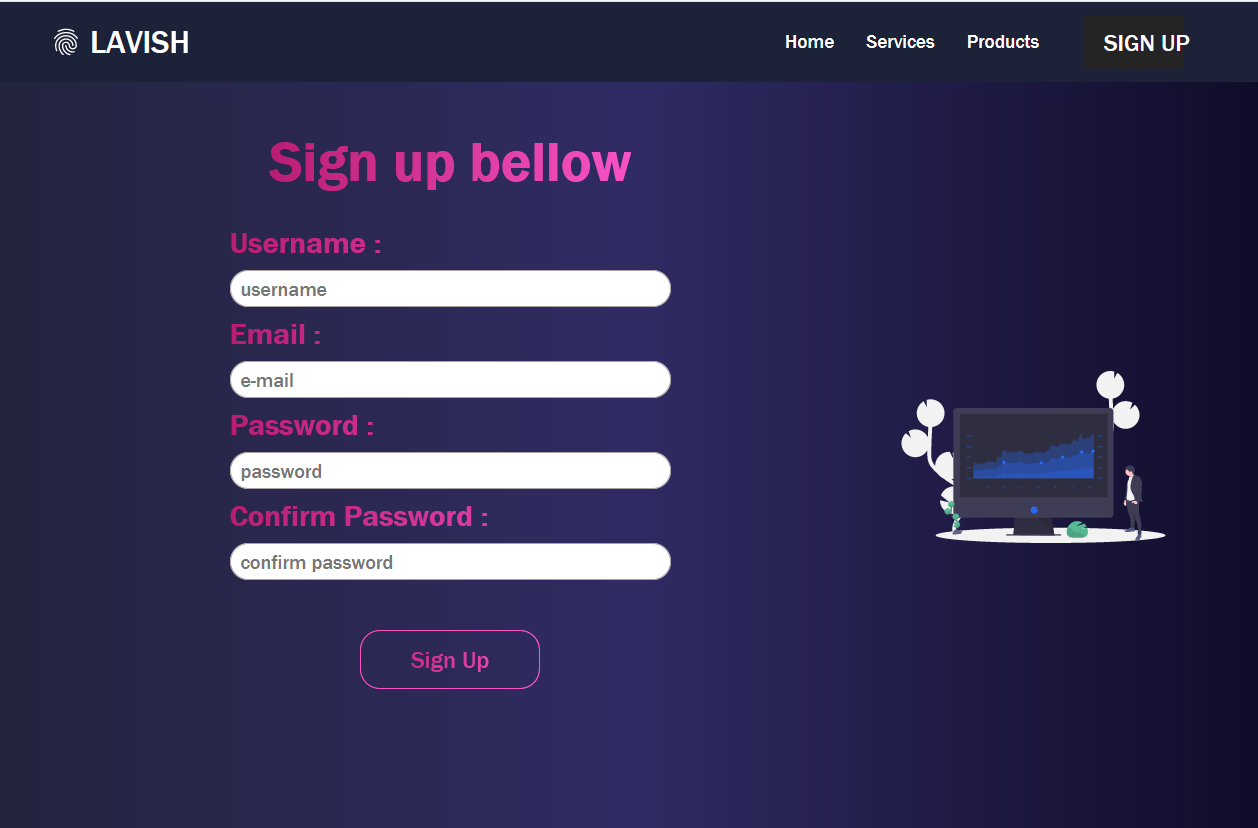 LAVISH
Home Services Products SIGN UP
Sign up bellow
Username :
username
Email :
e-mail
Password :
password
Confirm Password :
confirm password
Sign Up